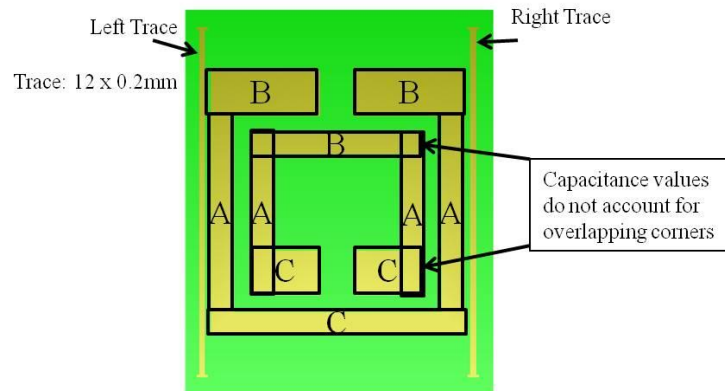 Left Trace
Right Trace
Trace: 12 x 0.2mm
B
B
B
A
A
A
A
Capacitance values
do not account for
overlapping corners
C
C
C